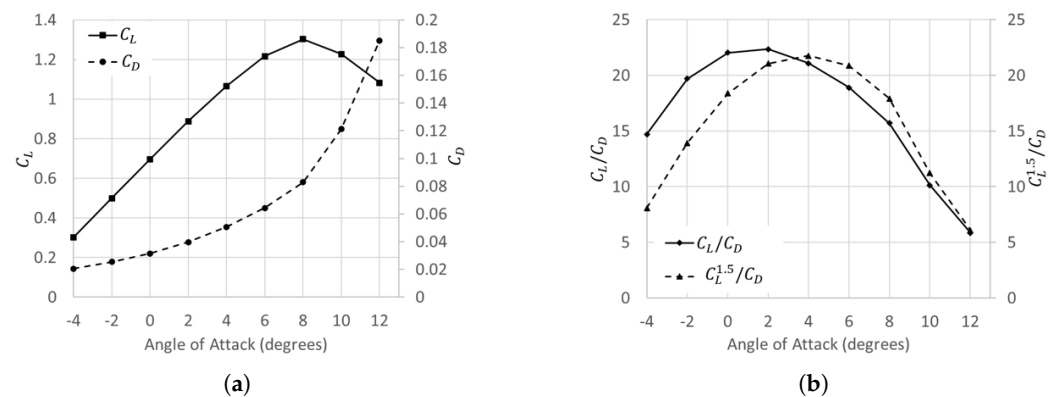 1.4
1.2
1
0.8
0.6
0.4
0.2
0
C_L
C_L
C_D
0.2
0.18
0.16
0.14
0.12
0.1
0.08
0.06
0.04
0.02
0
C_D
-4 -2 0 2 4 6 8 10 12
Angle of Attack (degrees)
(a)
25
20
15
10
5
0
C_L/C_D
C_L/C_D
C_L^1.5/C_D
25
20
15
10
5
0
C_L^1.5/C_D
-4 -2 0 2 4 6 8 10 12
Angle of Attack (degrees)
(b)